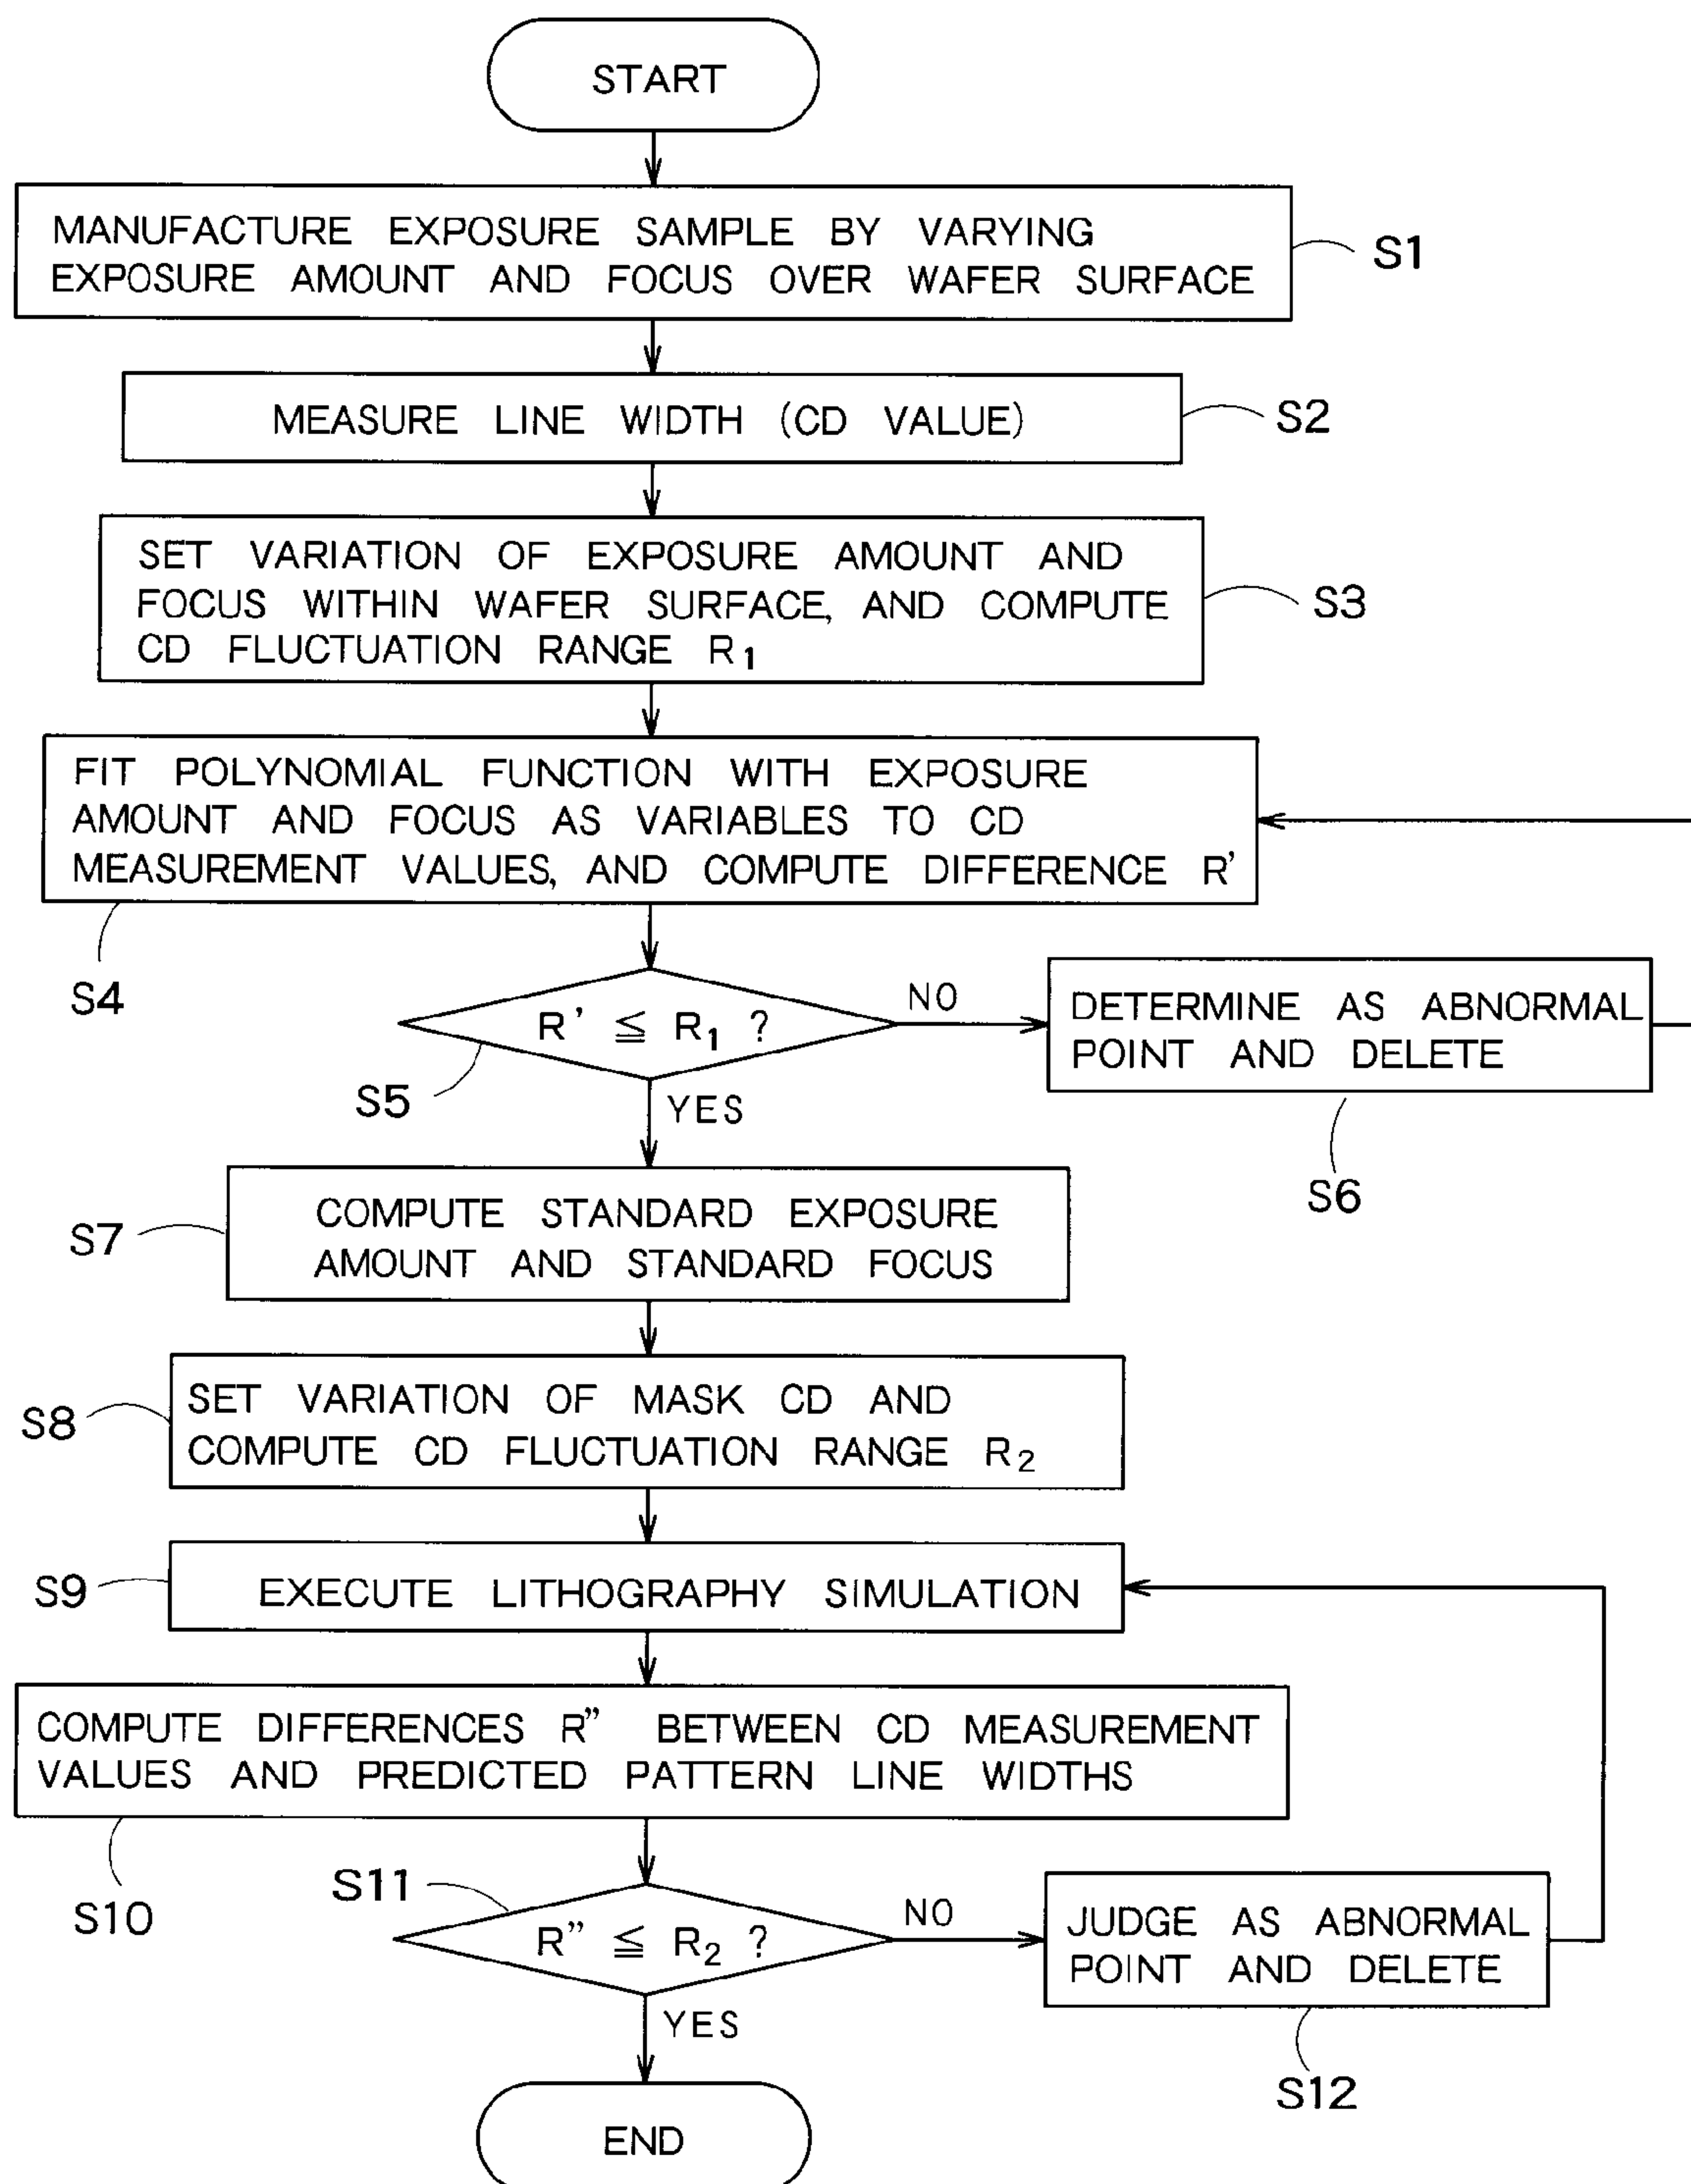 START
MANUFACTURE EXPOSURE SAMPLE BY VARYING
EXPOSURE AMOUNT AND FOCUS OVER WAFER SURFACE
S1
MEASURE LINE WIDTH (CD VALUE)
S2
SET VARIATION OF EXPOSURE AMOUNT AND
FOCUS WITHIN WAFER SURFACE, AND COMPUTE
CD FLUCTUATION RANGE R1
S3
FIT POLYNOMIAL FUNCTION WITH EXPOSURE
AMOUNT AND FOCUS AS VARIABLES TO CD
MEASUREMENT VALUES, AND COMPUTE DIFFERENCE R'
S4
R' ≦ R1 ?
S5
NO
DETERMINE AS ABNORMAL
POINT AND DELETE
S6
YES
COMPUTE STANDARD EXPOSURE
AMOUNT AND STANDARD FOCUS
S7
SET VARIATION OF MASK CD AND
COMPUTE CD FLUCTUATION RANGE R2
S8
EXECUTE LITHOGRAPHY SIMULATION
S9
COMPUTE DIFFERENCES R” BETWEEN CD MEASUREMENT
VALUES AND PREDICTED PATTERN LINE WIDTHS
S10
S11
R” ≦ R2 ?
NO
JUDGE AS ABNORMAL
POINT AND DELETE
S12
YES
END